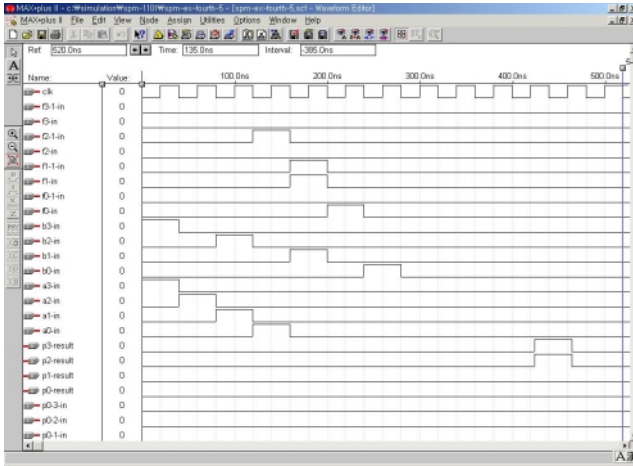 MAX+plus II - c:₩simulation₩spm-1101₩spm-ex-fourth-5 - [spm-ex-fourth-5.scf - Waveform Editor]
MAX+plus II File Edit View Node Assign Utilities Options Window Help
Ref: 520.0ns Time: 135.0ns Interval: -385.0ns
Name: Value: 100.0ns 200.0ns 300.0ns 400.0ns 500.0ns
clk 0
f3-1-in 0
f3-in 0
f2-1-in 0
f2-in 0
f1-1-in 0
f1-in 0
f0-1-in 0
f0-in 0
b3-in 0
b2-in 0
b1-in 0
b0-in 0
a3-in 0
a2-in 0
a1-in 0
a0-in 0
p3-result 0
p2-result 0
p1-result 0
p0-result 0
p0-3-in 0
p0-2-in 0
p0-1-in 0